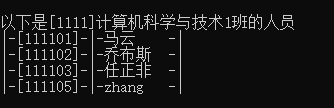 以下是[1111]计算机科学与技术1班的人员
|-[111101]-|-马云    -|
|-[111102]-|-乔布斯  -|
|-[111103]-|-任正非  -|
|-[111105]-|-zhang   -|